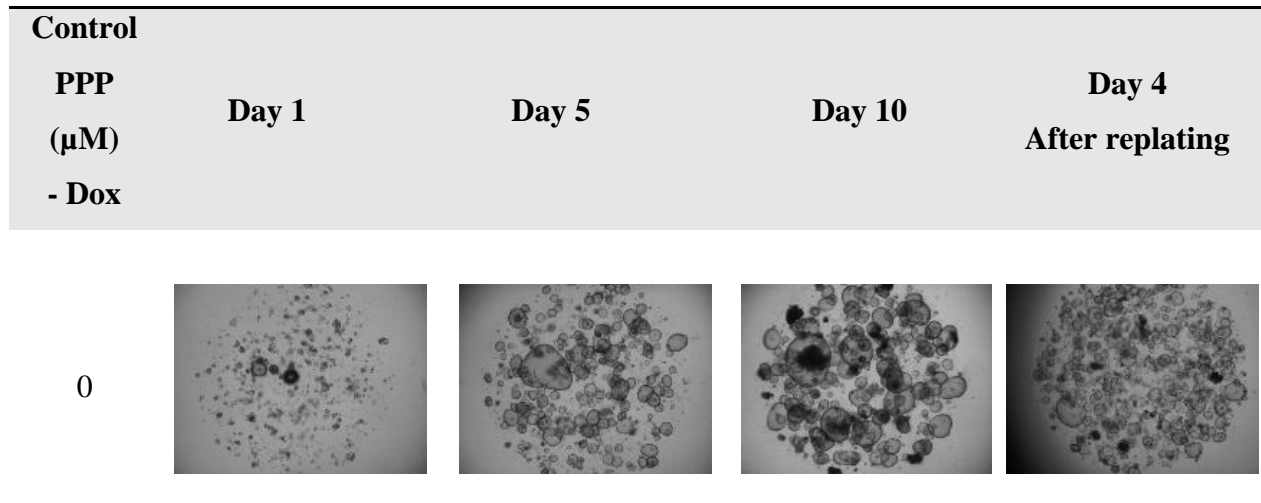 Control
PPP
(µM)
- Dox
Day 1
Day 5
Day 10
Day 4
After replating
0